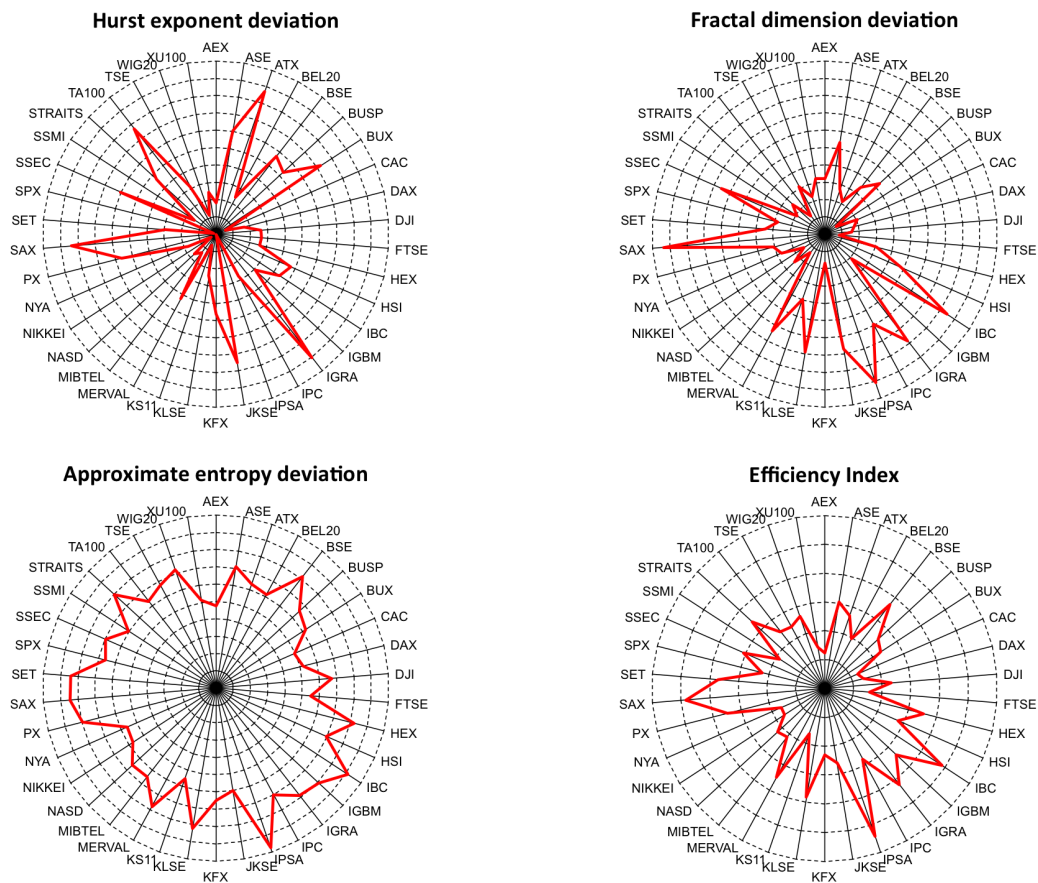 Hurst exponent deviation
AEX
ASE
ATX
BEL20
BSE
BUSP
BUX
CAC
DAX
DJI
FTSE
HEX
HSI
IBC
IGBM
IGRA
IPC
IPSA
JKSE
KFX
KLSE
KS11
MERVAL
MIBTEL
NASD
NIKKEI
NYA
PX
SAX
SET
SPX
SSEC
SSMI
STRAITS
TA100
TSE
WIG20
XU100
Fractal dimension deviation
AEX
ASE
ATX
BEL20
BSE
BUSP
BUX
CAC
DAX
DJI
FTSE
HEX
HSI
IBC
IGBM
IGRA
IPC
IPSA
JKSE
KFX
KLSE
KS11
MERVAL
MIBTEL
NASD
NIKKEI
NYA
PX
SAX
SET
SPX
SSEC
SSMI
STRAITS
TA100
TSE
WIG20
XU100
Approximate entropy deviation
AEX
ASE
ATX
BEL20
BSE
BUSP
BUX
CAC
DAX
DJI
FTSE
HEX
HSI
IBC
IGBM
IGRA
IPC
IPSA
JKSE
KFX
KLSE
KS11
MERVAL
MIBTEL
NASD
NIKKEI
NYA
PX
SAX
SET
SPX
SSEC
SSMI
STRAITS
TA100
TSE
WIG20
XU100
Efficiency Index
AEX
ASE
ATX
BEL20
BSE
BUSP
BUX
CAC
DAX
DJI
FTSE
HEX
HSI
IBC
IGBM
IGRA
IPC
IPSA
JKSE
KFX
KLSE
KS11
MERVAL
MIBTEL
NASD
NIKKEI
NYA
PX
SAX
SET
SPX
SSEC
SSMI
STRAITS
TA100
TSE
WIG20
XU100